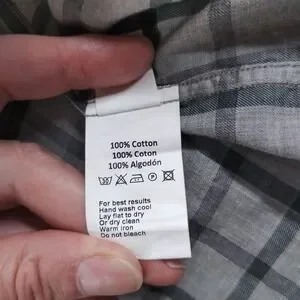 100% Cotton
100% Coton
100% Algodón
For best results
Hand wash cool
Lay flat to dry
Or dry clean
Warm iron
Do not bleach